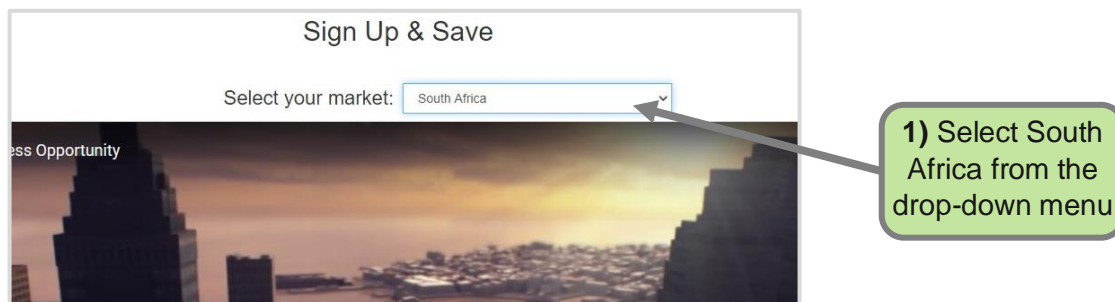 Sign Up & Save
Select your market: South Africa
ess Opportunity
1) Select South
Africa from the
drop-down menu